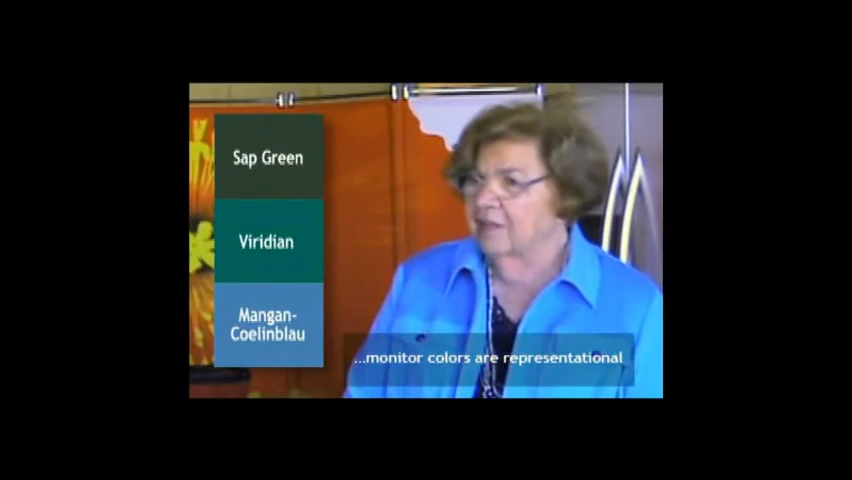 Sap Green
Viridian
Mangan-
Coelinblau
...monitor colors are representational